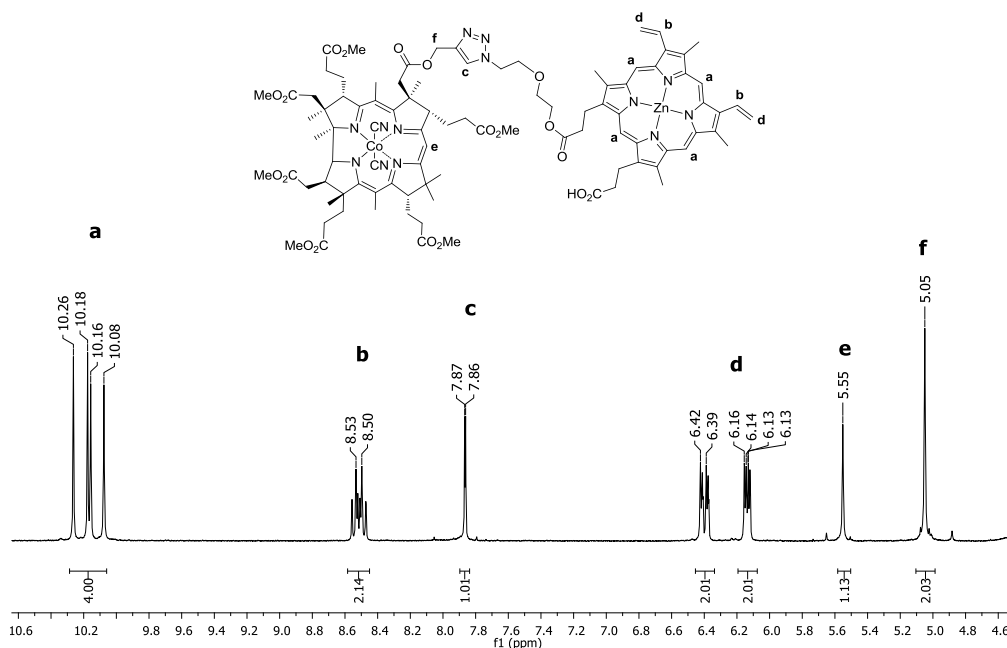 d
b
f
N
N
N
c
O
O
O
O
O
O
CO2Me
MeO2C
MeO2C
CO2Me
MeO2C
MeO2C
CO2Me
CN
N
N
Co
N
N
CN
e
a
a
a
a
b
d
N
N
Zn
N
N
HO2C
a
b
c
d
e
f
10.26
10.18
10.16
10.08
8.53
8.50
7.87
7.86
6.42
6.39
6.16
6.14
6.13
6.13
5.55
5.05
4.00
2.14
1.01
2.01
2.01
1.13
2.03
10.6 10.2 9.8 9.6 9.4 9.2 9.0 8.8 8.6 8.4 8.2 8.0 7.8 7.6 7.4 7.2 7.0 6.8 6.6 6.4 6.2 6.0 5.8 5.6 5.4 5.2 5.0 4.8 4.6
f1 (ppm)